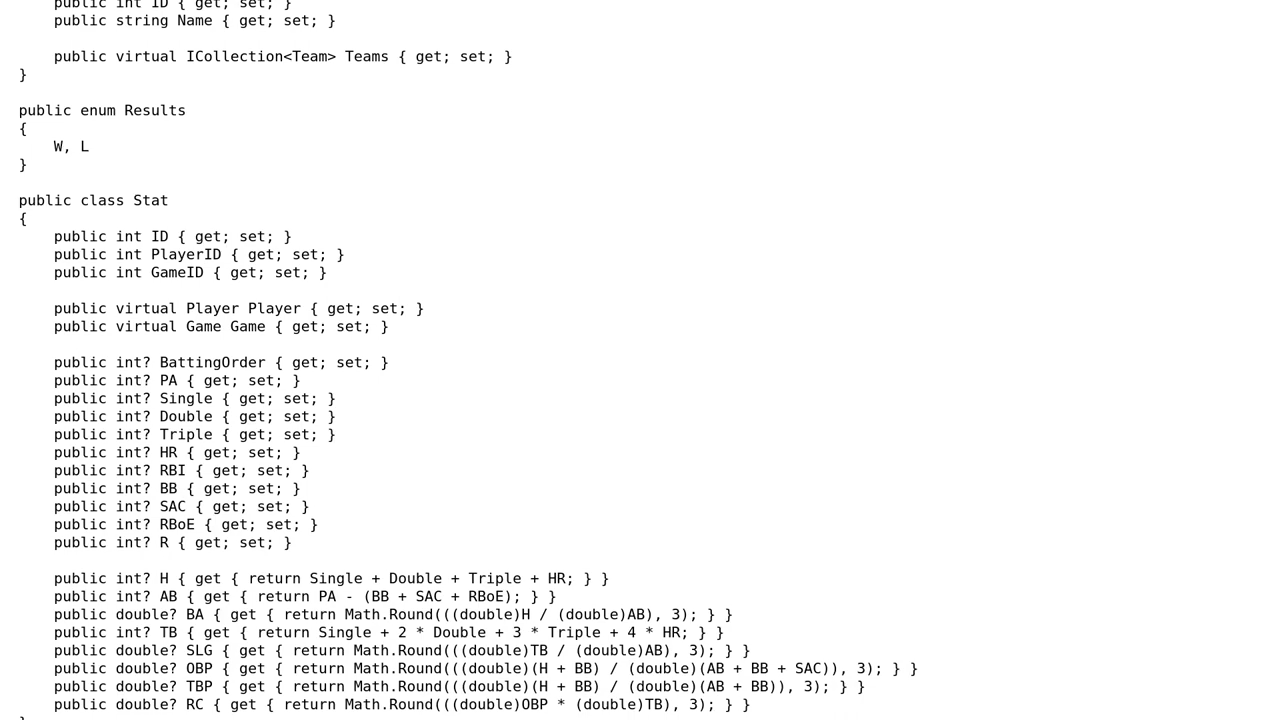 public int ID { get; set; }
public string Name { get; set; }
public virtual ICollection<Team> Teams { get; set; }
}
public enum Results
{
W, L
}
public class Stat
{
public int ID { get; set; }
public int PlayerID { get; set; }
public int GameID { get; set; }
public virtual Player Player { get; set; }
public virtual Game Game { get; set; }
public int? BattingOrder { get; set; }
public int? PA { get; set; }
public int? Single { get; set; }
public int? Double { get; set; }
public int? Triple { get; set; }
public int? HR { get; set; }
public int? RBI { get; set; }
public int? BB { get; set; }
public int? SAC { get; set; }
public int? RBoE { get; set; }
public int? R { get; set; }
public int? H { get { return Single + Double + Triple + HR; } }
public int? AB { get { return PA - (BB + SAC + RBoE); } }
public double? BA { get { return Math.Round(((double)H / (double)AB), 3); } }
public int? TB { get { return Single + 2 * Double + 3 * Triple + 4 * HR; } }
public double? SLG { get { return Math.Round(((double)TB / (double)AB), 3); } }
public double? OBP { get { return Math.Round(((double)(H + BB) / (double)(AB + BB + SAC)), 3); } }
public double? TBP { get { return Math.Round(((double)(H + BB) / (double)(AB + BB)), 3); } }
public double? RC { get { return Math.Round(((double)OBP * (double)TB), 3); } }
}